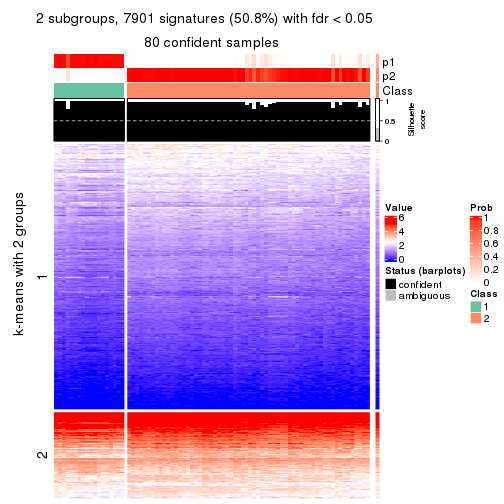 2 subgroups, 7901 signatures (50.8%) with fdr < 0.05
80 confident samples
p1
p2
Class
1
0.5
0
Silhouette
score
k-means with 2 groups
1
2
Value
6
4
2
0
Status (barplots)
confident
ambiguous
Prob
1
0.8
0.6
0.4
0.2
0
Class
1
2